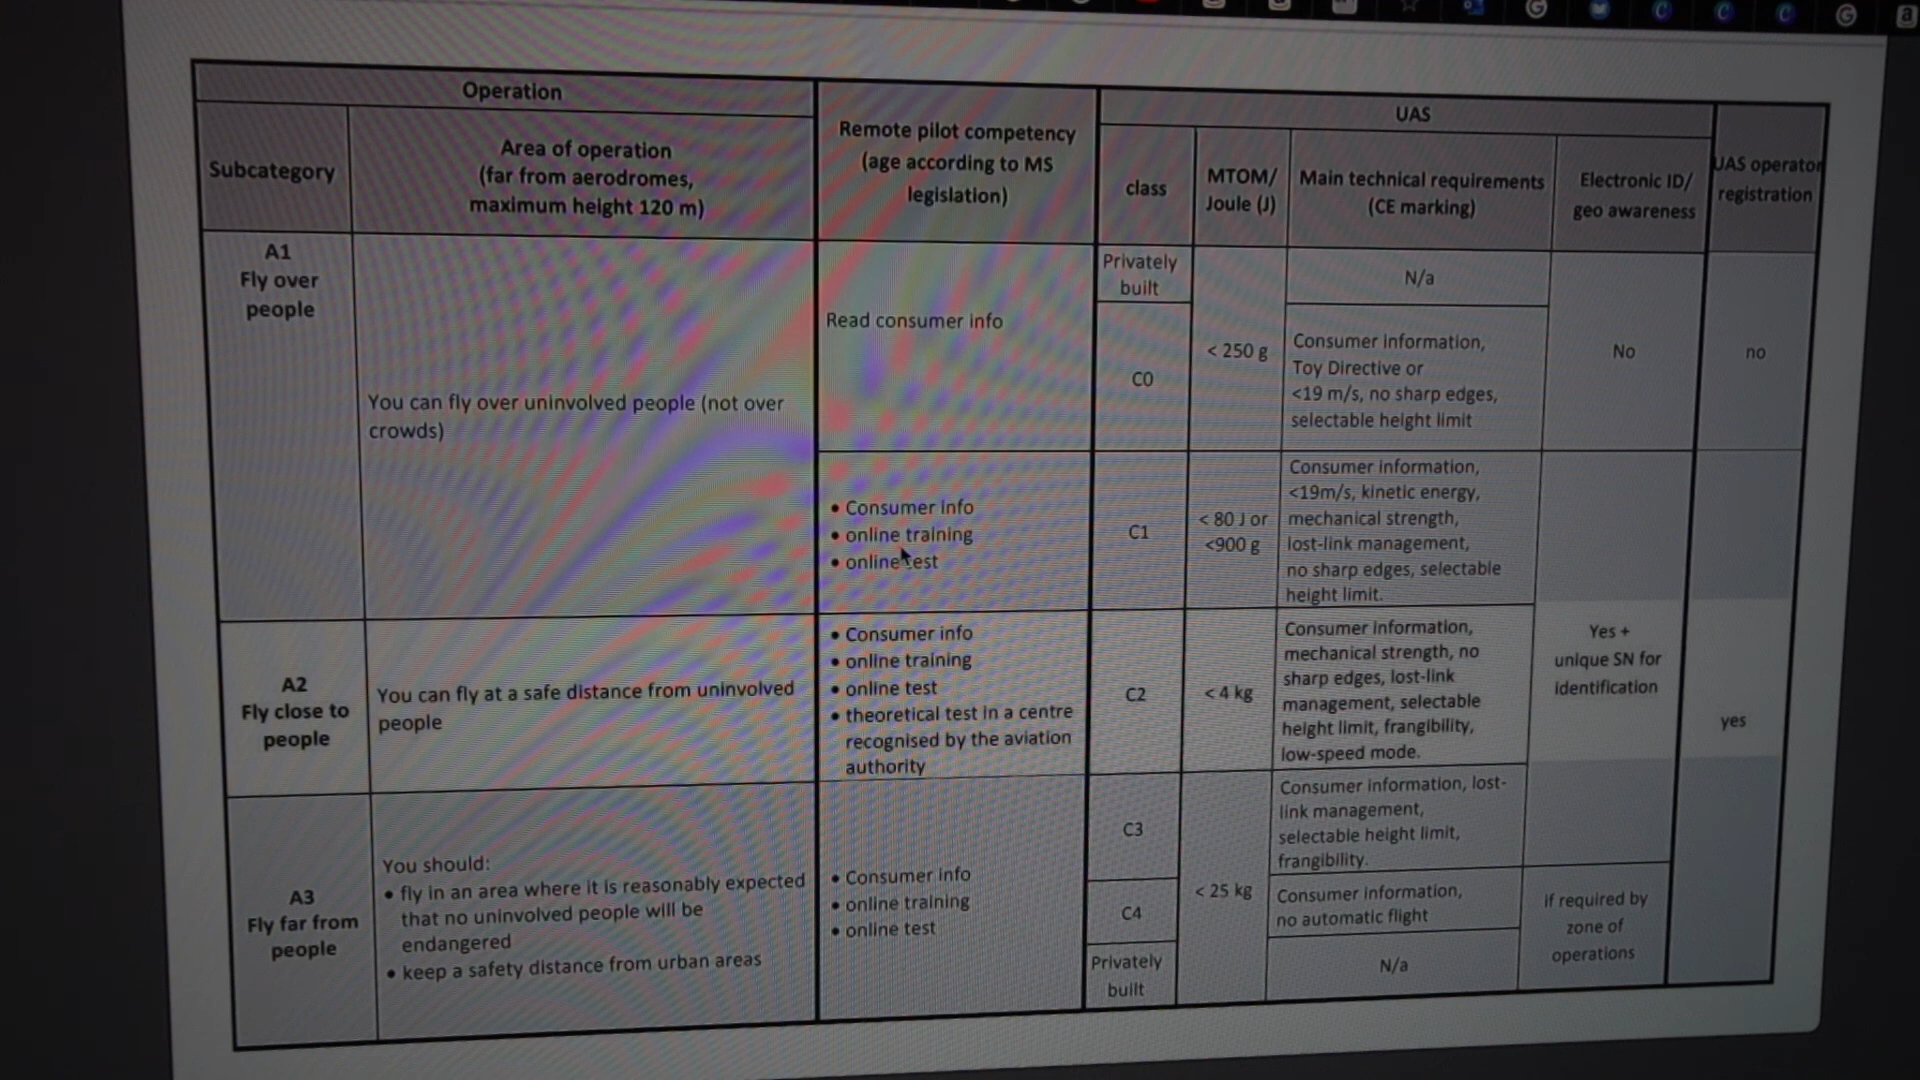 Operation
Subcategory
Area of operation
(far from aerodromes,
maximum height 120 m)
Remote pilot competency
(age according to MS
legislation)
UAS
class
MTOM/
Joule (J)
Main technical requirements
(CE marking)
Electronic ID/
geo awareness
UAS operator
registration
A1
Fly over
people
You can fly over uninvolved people (not over
crowds)
Read consumer info
Privately
built
< 250 g
N/a
No
no
C0
Consumer information,
Toy Directive or
<19 m/s, no sharp edges,
selectable height limit
• Consumer info
• online training
• online test
C1
< 80 J or
<900 g
Consumer information,
<19m/s, kinetic energy,
mechanical strength,
lost-link management,
no sharp edges, selectable
height limit.
Yes +
unique SN for
identification
yes
A2
Fly close to
people
You can fly at a safe distance from uninvolved
people
• Consumer info
• online training
• online test
• theoretical test in a centre
recognised by the aviation
authority
C2
< 4 kg
Consumer information,
mechanical strength, no
sharp edges, lost-link
management, selectable
height limit, frangibility,
low-speed mode.
A3
Fly far from
people
You should:
• fly in an area where it is reasonably expected
that no uninvolved people will be
endangered
• keep a safety distance from urban areas
• Consumer info
• online training
• online test
C3
< 25 kg
Consumer information, lost-
link management,
selectable height limit,
frangibility.
C4
Consumer information,
no automatic flight
If required by
zone of
operations
Privately
built
N/a